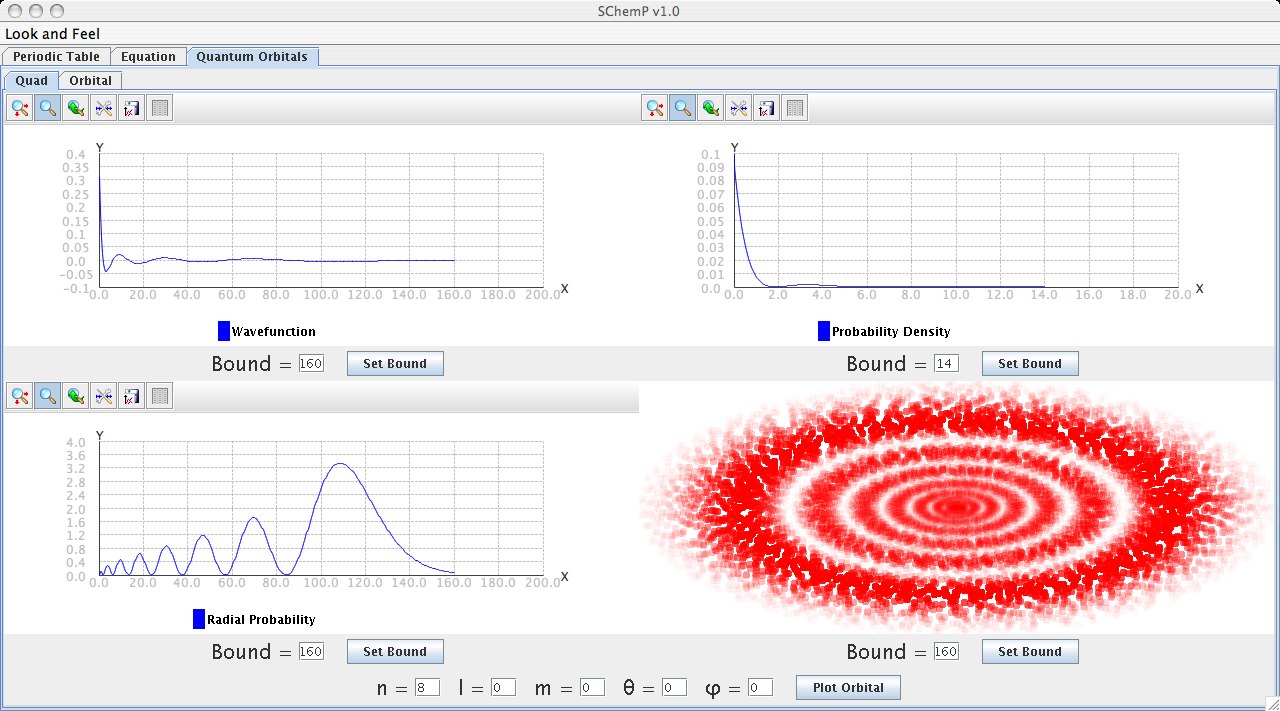 SChemP v1.0
Look and Feel
Periodic Table Equation Quantum Orbitals
Quad Orbital
Y
0.4
0.35
0.3
0.25
0.2
0.15
0.1
0.05
0.0
-0.05
-0.1
0.0 20.0 40.0 60.0 80.0 100.0 120.0 140.0 160.0 180.0 200.0 X
Wavefunction
Bound = 160 Set Bound
Y
0.1
0.09
0.08
0.07
0.06
0.05
0.04
0.03
0.02
0.01
0.0
0.0 2.0 4.0 6.0 8.0 10.0 12.0 14.0 16.0 18.0 20.0 X
Probability Density
Bound = 14 Set Bound
Y
4.0
3.6
3.2
2.8
2.4
2.0
1.6
1.2
0.8
0.4
0.0
0.0 20.0 40.0 60.0 80.0 100.0 120.0 140.0 160.0 180.0 200.0 X
Radial Probability
Bound = 160 Set Bound
Bound = 160 Set Bound
n = 8 l = 0 m = 0 θ = 0 φ = 0 Plot Orbital